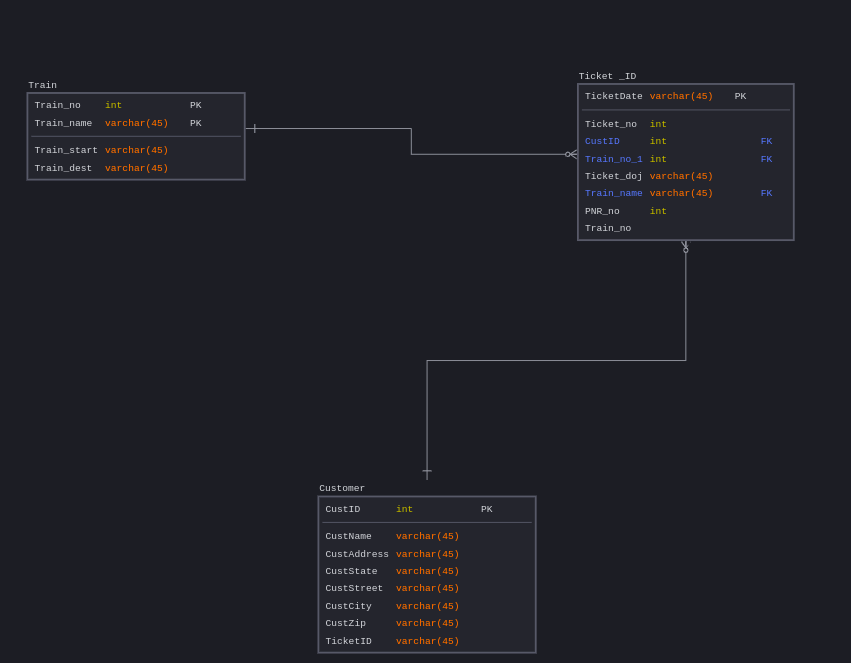 Train
Train_no int PK
Train_name varchar(45) PK
Train_start varchar(45)
Train_dest varchar(45)
Ticket _ID
TicketDate varchar(45) PK
Ticket_no int
CustID int FK
Train_no_1 int FK
Ticket_doj varchar(45)
Train_name varchar(45) FK
PNR_no int
Train_no
Customer
CustID int PK
CustName varchar(45)
CustAddress varchar(45)
CustState varchar(45)
CustStreet varchar(45)
CustCity varchar(45)
CustZip varchar(45)
TicketID varchar(45)